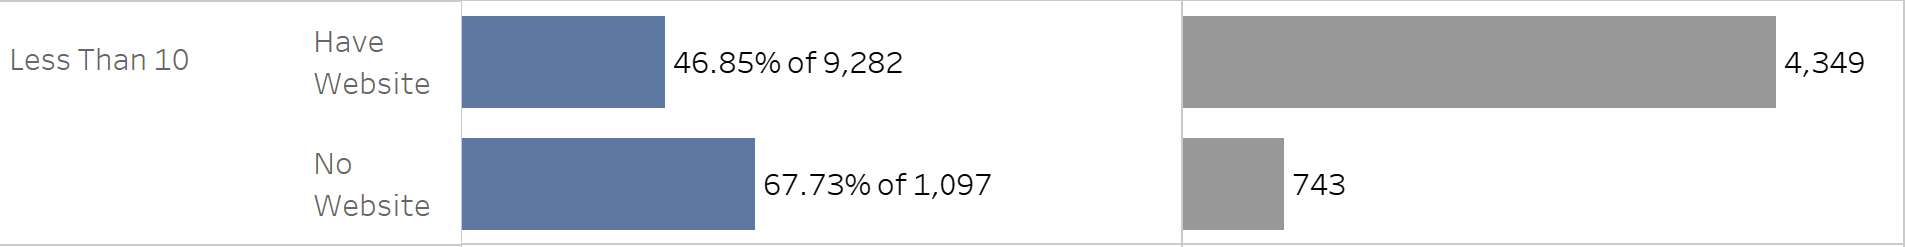 Less Than 10
Have
Website
46.85% of 9,282
4,349
No
Website
67.73% of 1,097
743